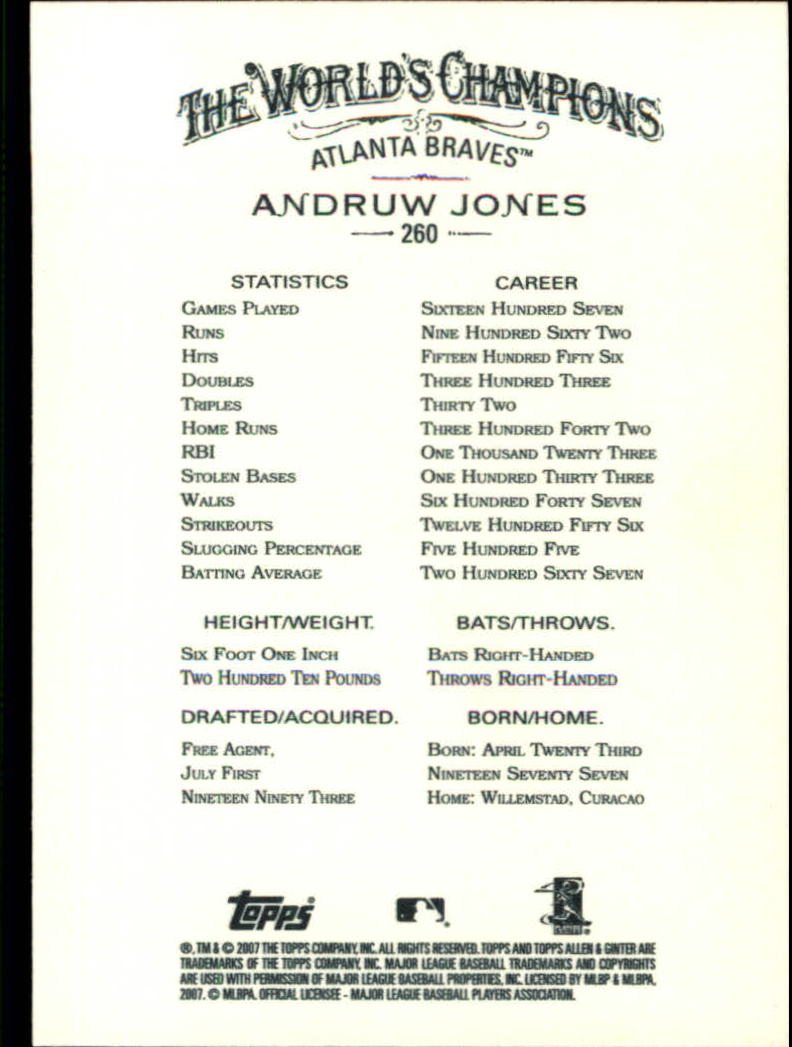 THE WORLD'S CHAMPIONS
ATLANTA BRAVES™
ANDRUW JONES
260
STATISTICS CAREER
GAMES PLAYED SIXTEEN HUNDRED SEVEN
RUNS NINE HUNDRED SIXTY TWO
HITS FIFTEEN HUNDRED FIFTY SIX
DOUBLES THREE HUNDRED THREE
TRIPLES THIRTY TWO
HOME RUNS THREE HUNDRED FORTY TWO
RBI ONE THOUSAND TWENTY THREE
STOLEN BASES ONE HUNDRED THIRTY THREE
WALKS SIX HUNDRED FORTY SEVEN
STRIKEOUTS TWELVE HUNDRED FIFTY SIX
SLUGGING PERCENTAGE FIVE HUNDRED FIVE
BATTING AVERAGE TWO HUNDRED SIXTY SEVEN
HEIGHT/WEIGHT. BATS/THROWS.
SIX FOOT ONE INCH BATS RIGHT-HANDED
TWO HUNDRED TEN POUNDS THROWS RIGHT-HANDED
DRAFTED/ACQUIRED. BORN/HOME.
FREE AGENT, BORN: APRIL TWENTY THIRD
JULY FIRST NINETEEN SEVENTY SEVEN
NINETEEN NINETY THREE HOME: WILLEMSTAD, CURACAO
Topps®
®, TM & © 2007 THE TOPPS COMPANY, INC. ALL RIGHTS RESERVED. TOPPS AND TOPPS ALLEN & GINTER ARE
TRADEMARKS OF THE TOPPS COMPANY, INC. MAJOR LEAGUE BASEBALL TRADEMARKS AND COPYRIGHTS
ARE USED WITH PERMISSION OF MAJOR LEAGUE BASEBALL PROPERTIES, INC. LICENSED BY MLBP & MLBPA.
2007. © MLBPA. OFFICIAL LICENSEE - MAJOR LEAGUE BASEBALL PLAYERS ASSOCIATION.